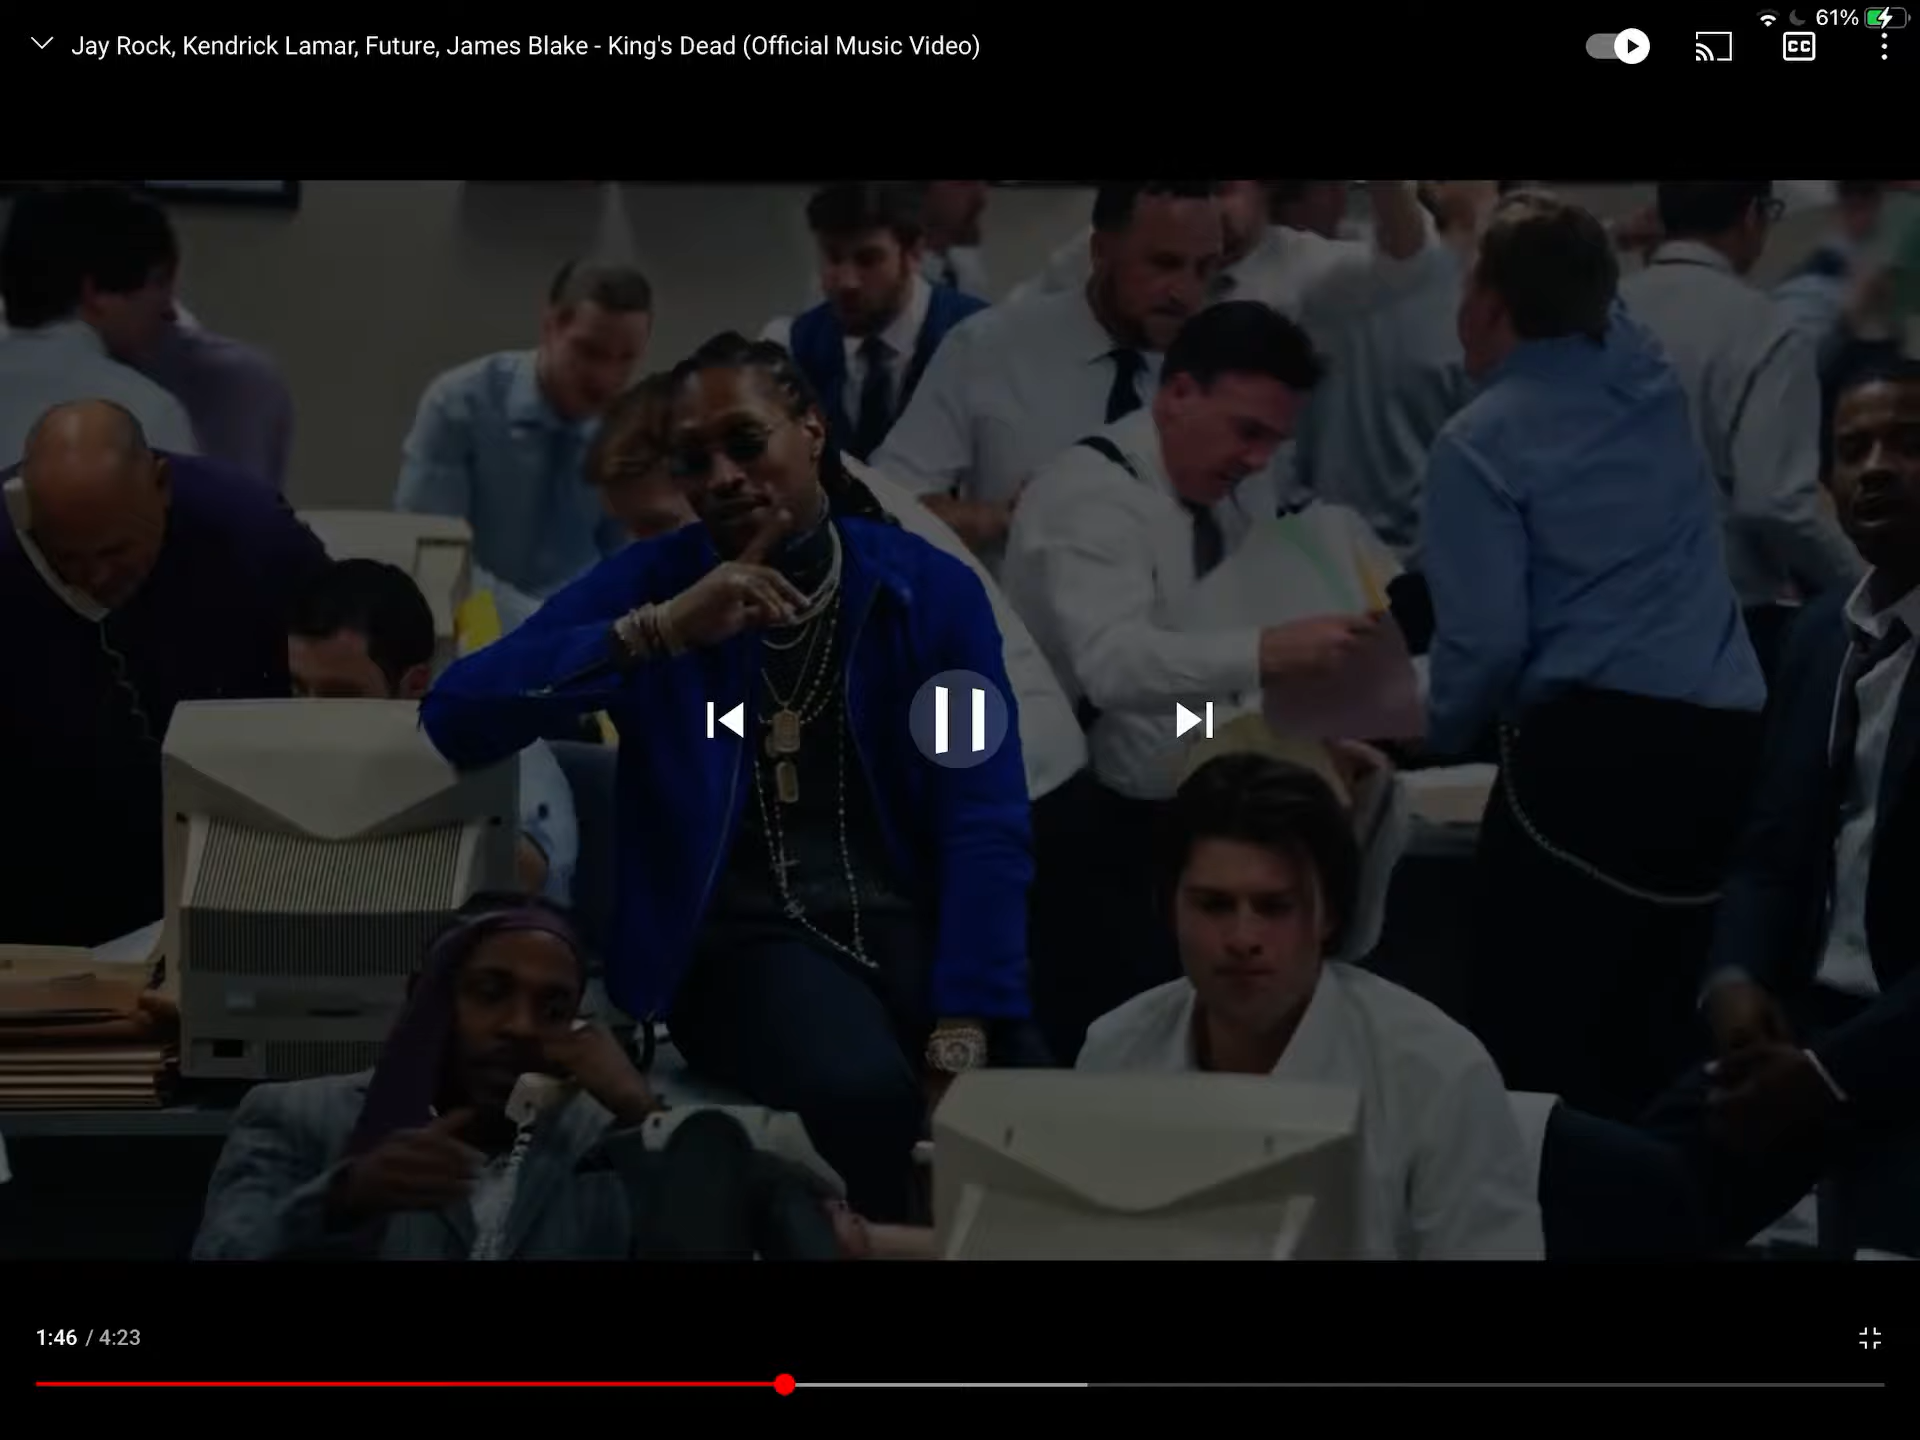 61%
Jay Rock, Kendrick Lamar, Future, James Blake - King's Dead (Official Music Video)
CC
1:46 / 4:23